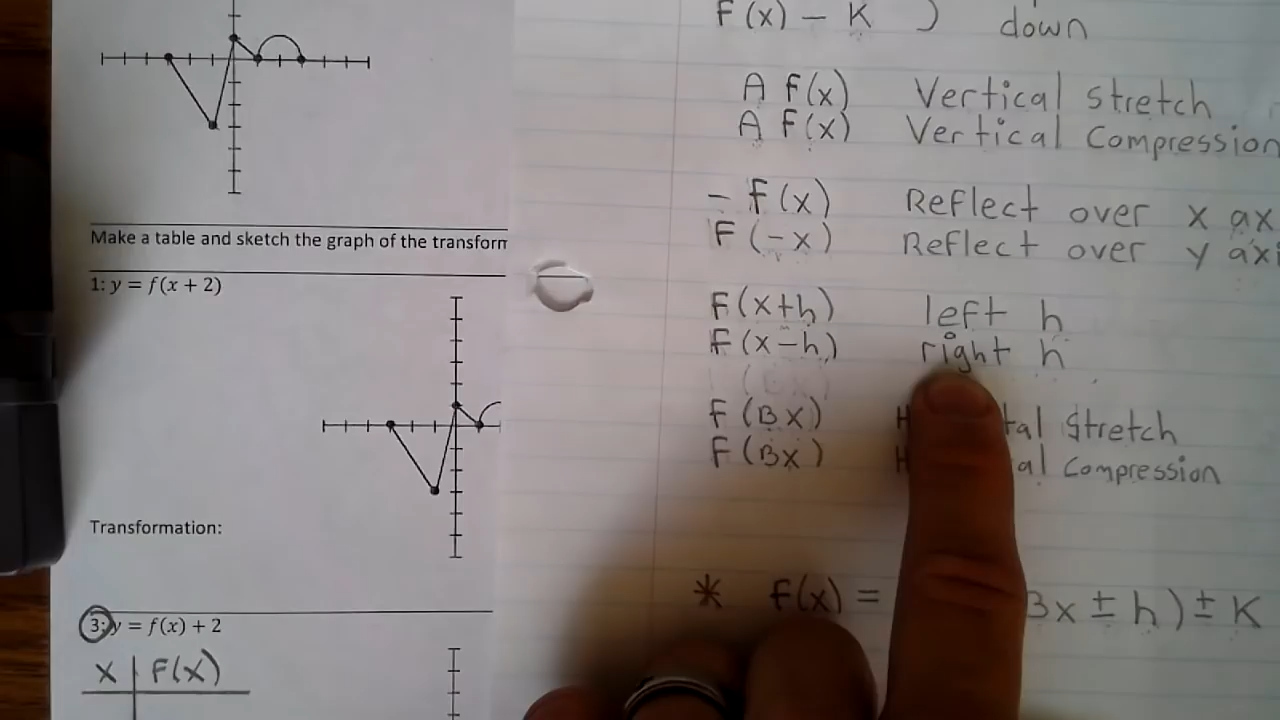 Make a table and sketch the graph of the transform
1: y = f(x + 2)
Transformation:
3: y = f(x) + 2
x | F(x)
F(x) - K ) down
A F(x) Vertical Stretch
A F(x) Vertical Compression
- F(x) Reflect over x ax
F(-x) Reflect over y axi
F(x+h) left h
F(x-h) right h
F(Bx) tal Stretch
F(Bx) al Compression
* F(x) = Bx ± h) ± K